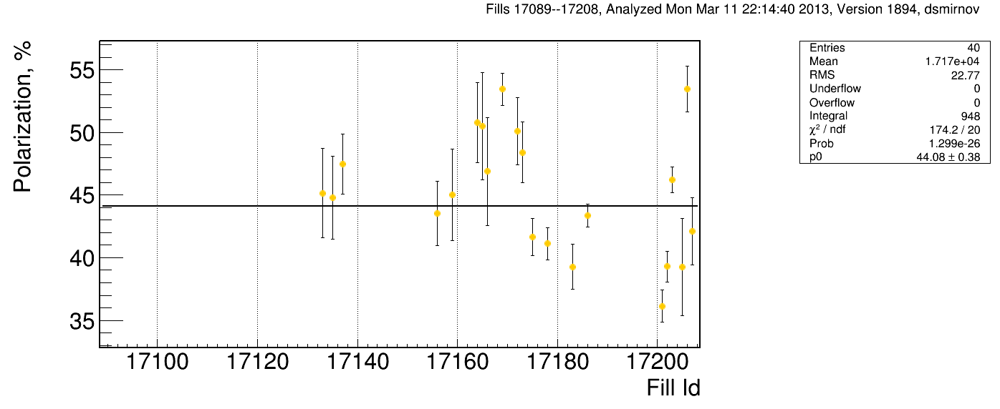 Fills 17089--17208, Analyzed Mon Mar 11 22:14:40 2013, Version 1894, dsmirnov
Polarization, %
55
50
45
40
35
17100 17120 17140 17160 17180 17200
Fill Id
Entries 40
Mean 1.717e+04
RMS 22.77
Underflow 0
Overflow 0
Integral 948
χ² / ndf 174.2 / 20
Prob 1.299e-26
p0 44.08 ± 0.38